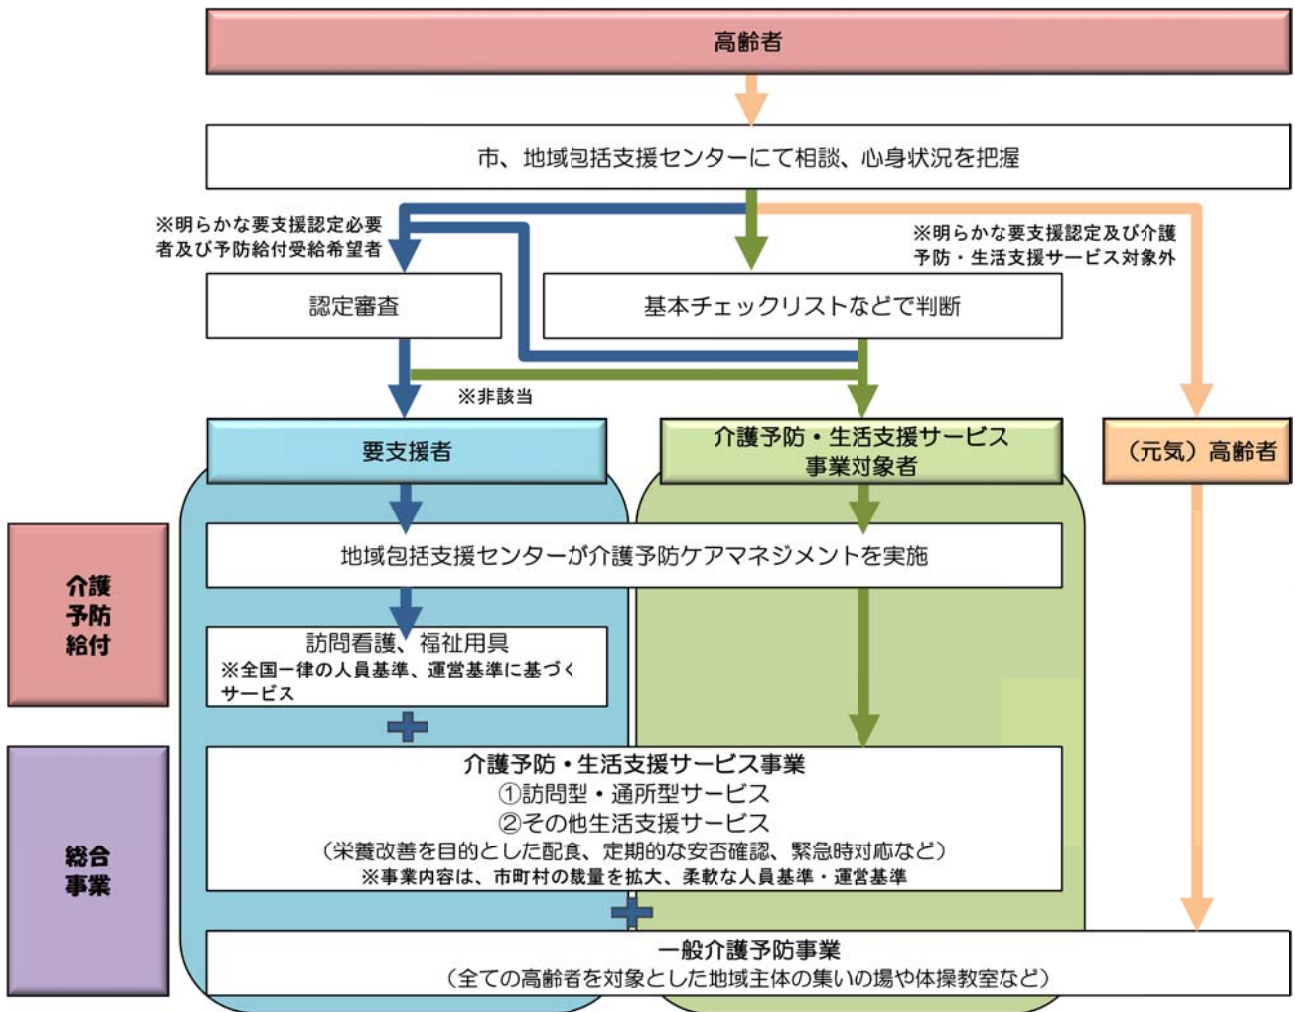 高齢者
市、地域包括支援センターにて相談、心身状況を把握
※明らかな要支援認定必要
者及び予防給付受給希望者
※明らかな要支援認定及び介護
予防・生活支援サービス対象外
認定審査
基本チェックリストなどで判断
※非該当
要支援者
介護予防・生活支援サービス
事業対象者
（元気）高齢者
介護
予防
給付
地域包括支援センターが介護予防ケアマネジメントを実施
訪問看護、福祉用具
※全国一律の人員基準、運営基準に基づく
サービス
総合
事業
介護予防・生活支援サービス事業
①訪問型・通所型サービス
②その他生活支援サービス
（栄養改善を目的とした配食、定期的な安否確認、緊急時対応など）
※事業内容は、市町村の裁量を拡大、柔軟な人員基準・運営基準
一般介護予防事業
（全ての高齢者を対象とした地域主体の集いの場や体操教室など）